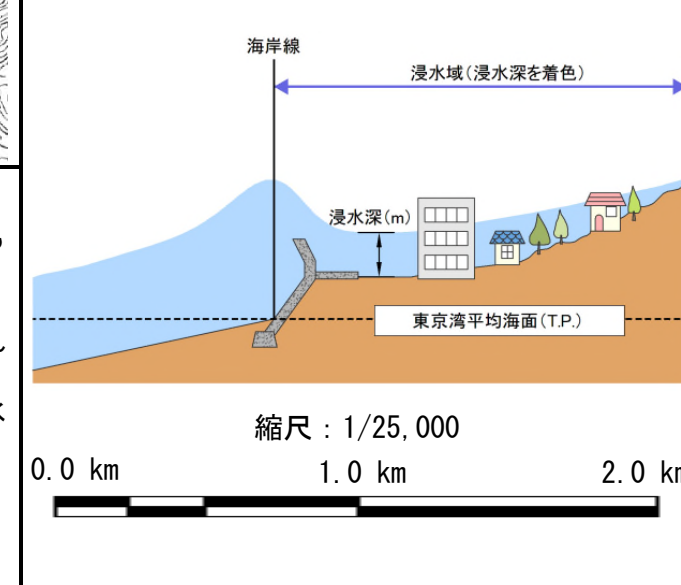 海岸線
浸水域（浸水深を着色）
浸水深（m）
東京湾平均海面（T.P.）
縮尺：1/25,000
0.0 km 1.0 km 2.0 km